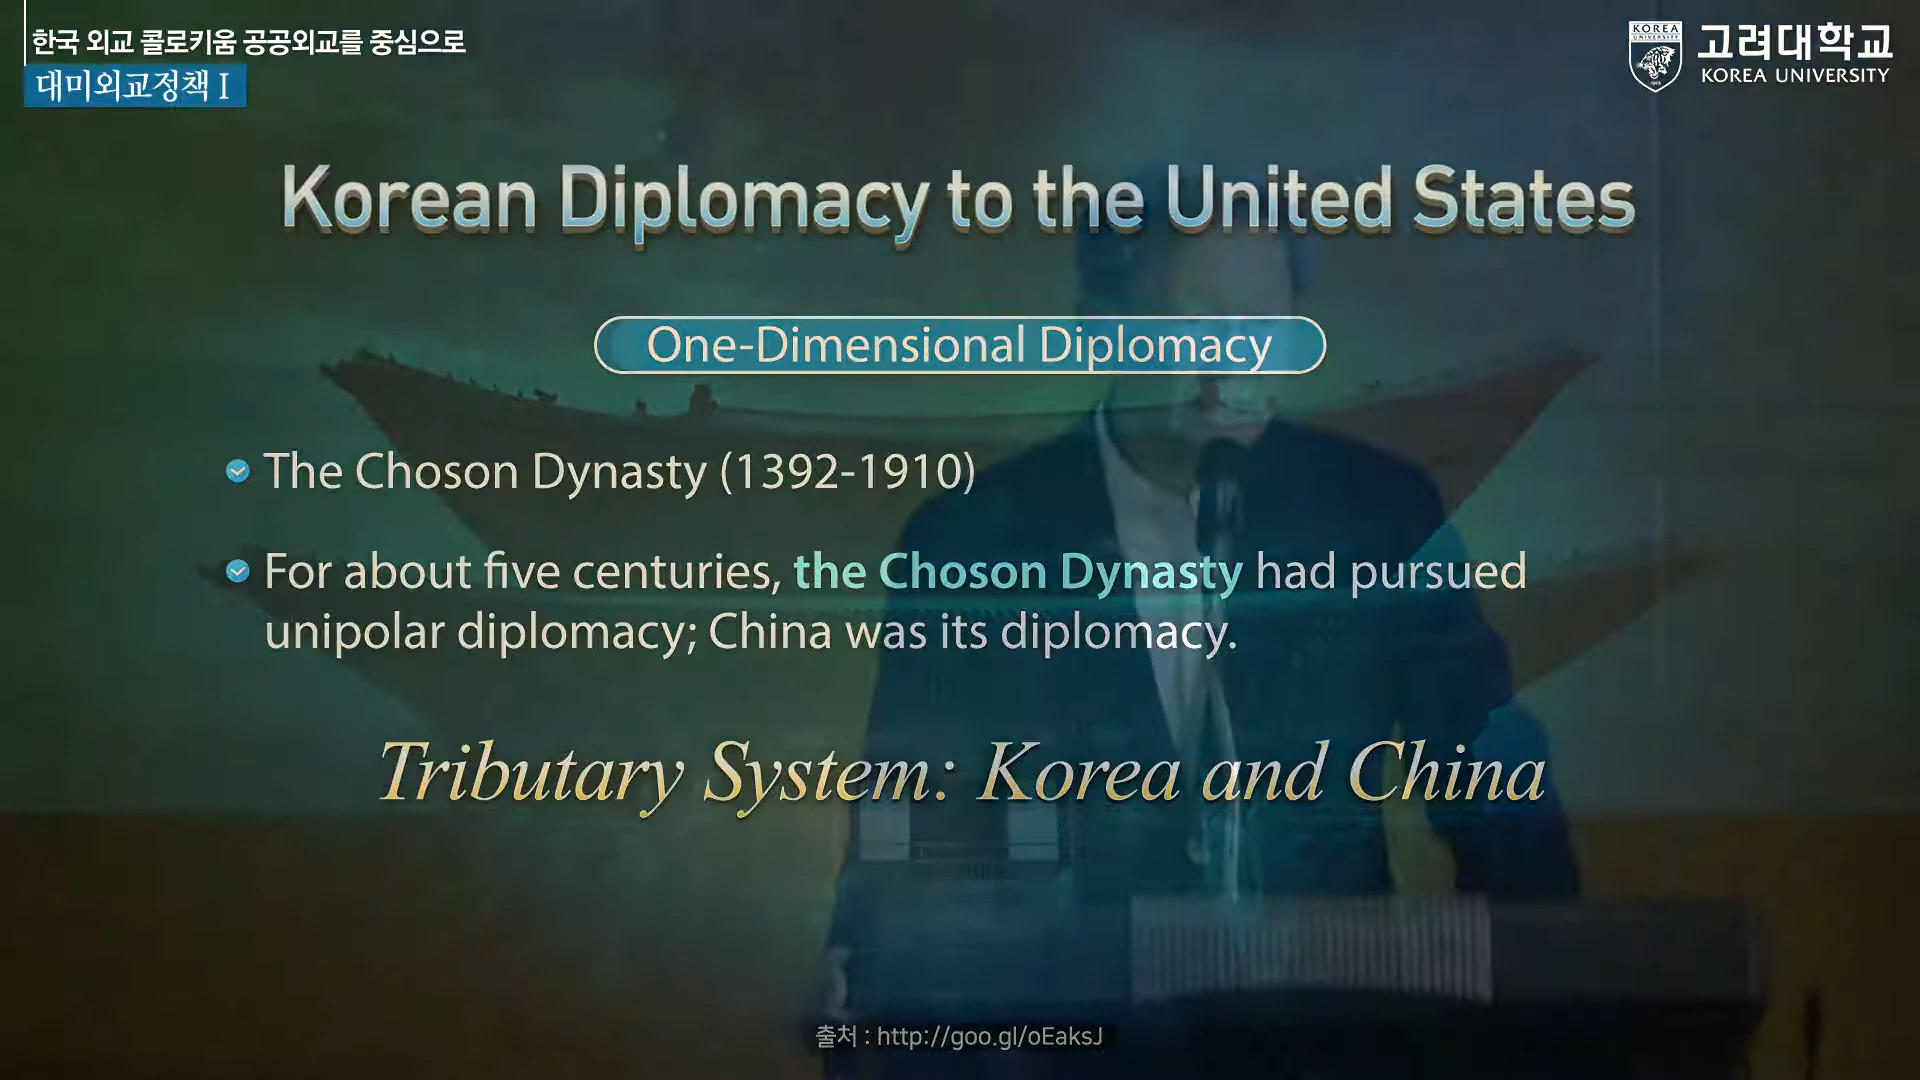 한국 외교 콜로키움 공공외교를 중심으로
대미외교정책 I
KOREA
UNIVERSITY
1905
고려대학교
KOREA UNIVERSITY
Korean Diplomacy to the United States
One-Dimensional Diplomacy
The Choson Dynasty (1392-1910)
For about five centuries, the Choson Dynasty had pursued
unipolar diplomacy; China was its diplomacy.
Tributary System: Korea and China
출처 : http://goo.gl/oEaksJ